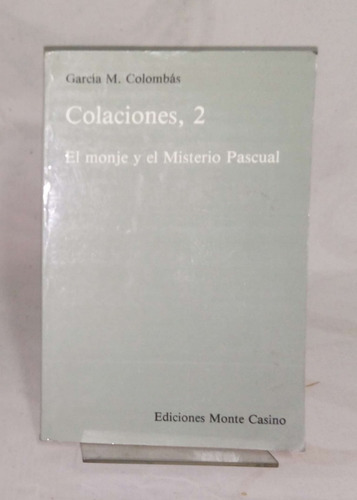 García M. Colombás
Colaciones, 2
El monje y el Misterio Pascual
Ediciones Monte Casino